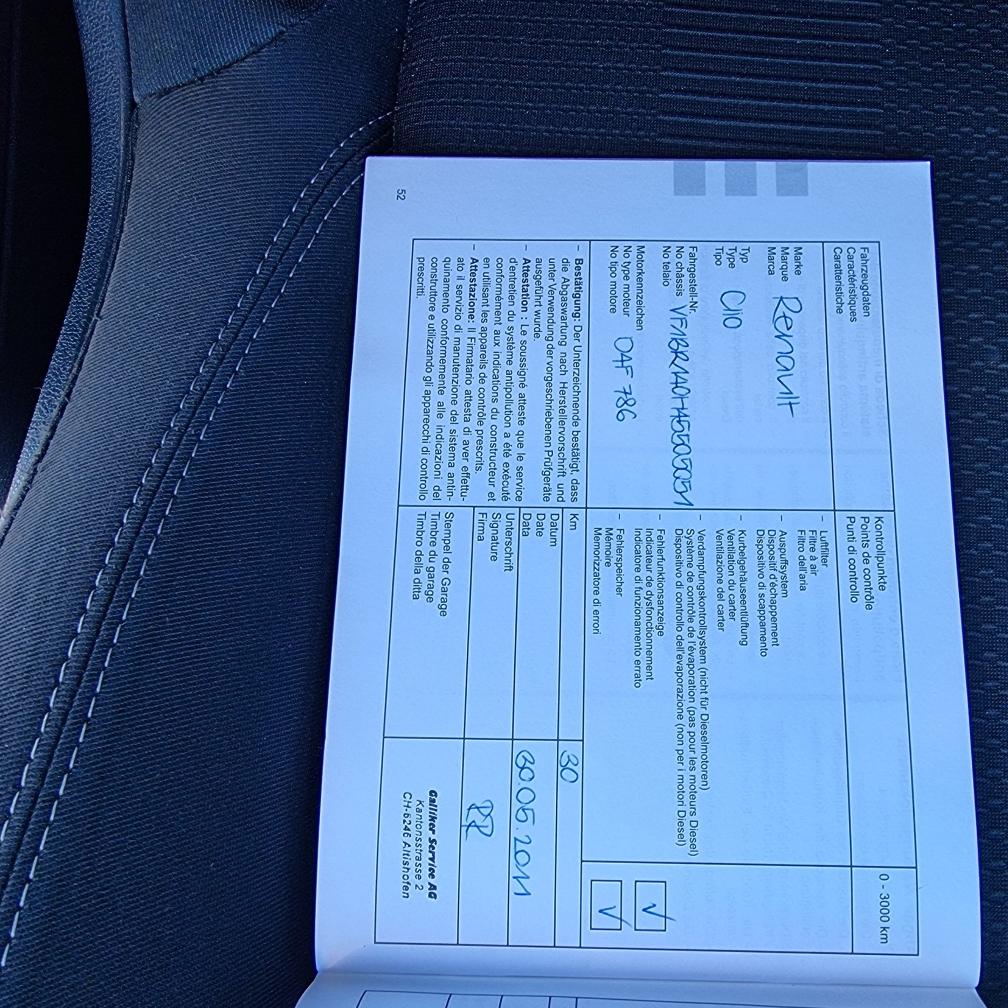 Fahrzeugdaten
Caractéristiques
Caratteristiche
Kontrollpunkte
Points de contrôle
Punti di controllo
0 - 3000 km
Marke
Marque
Marca
Renault
Typ
Type
Tipo
Clio
Fahrgestell-Nr.
No châssis
No telaio
Motorkennzeichen
No type moteur
No tipo motore
DAF 786
– Luftfilter
Filtre à air
Filtro dell'aria
– Auspuffsystem
Dispositif d'échappement
Dispositivo di scappamento
– Kurbelgehäuseentlüftung
Ventilation du carter
Ventilazione del carter
– Verdampfungskontrollsystem (nicht für Dieselmotoren)
Système de contrôle de l'évaporation (pas pour les moteurs Diesel)
Dispositivo di controllo dell'evaporazione (non per i motori Diesel)
– Fehlerfunktionsanzeige
Indicateur de dysfonctionnement
Indicatore di funzionamento errato
– Fehlerspeicher
Mémoire
Memorizzatore di errori
– Bestätigung: Der Unterzeichnende bestätigt, dass
die Abgaswartung nach Herstellervorschrift und
unter Verwendung der vorgeschriebenen Prüfgeräte
ausgeführt wurde.
– Attestation : Le soussigné atteste que le service
d'entretien du système antipollution a été exécuté
conformément aux indications du constructeur et
en utilisant les appareils de contrôle prescrits.
– Attestazione: Il Firmatario attesta di aver effettu-
ato il servizio di manutenzione del sistema antin-
quinamento conformemente alle indicazioni del
construttore e utilizzando gli apparecchi di controllo
prescritti.
Km
30
Datum
Date
Data
30.05.2011
Unterschrift
Signature
Firma
Stempel der Garage
Timbre du garage
Timbro della ditta
Galliker Service AG
Kantonsstrasse 2
CH-6246 Altishofen
52